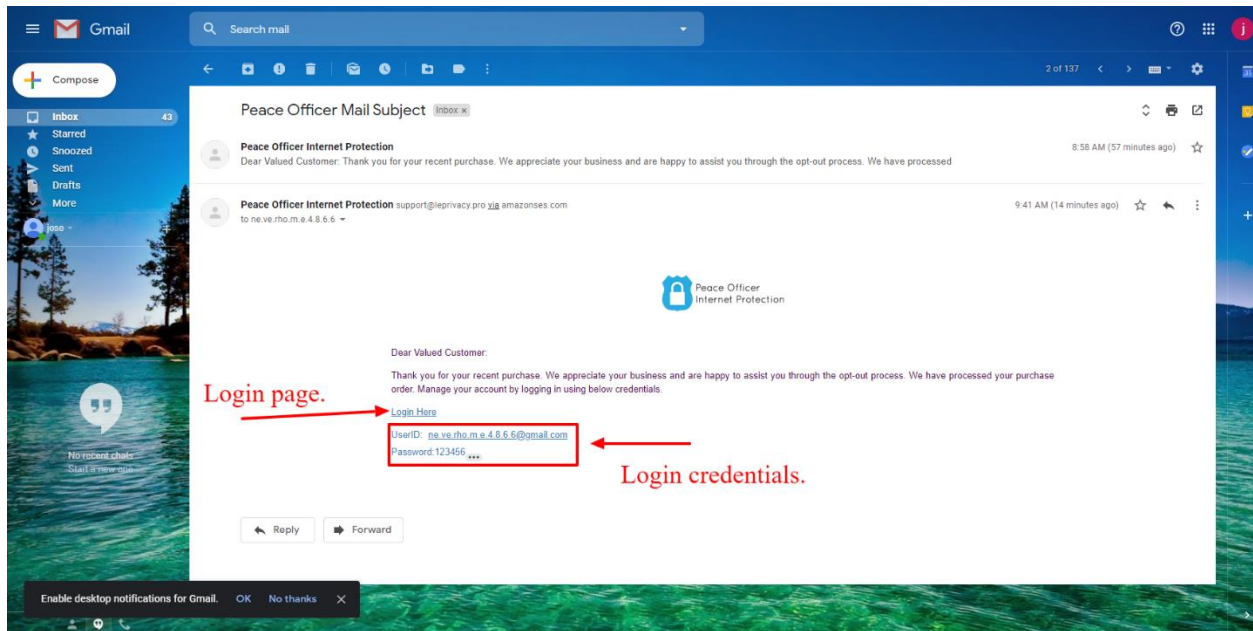 Gmail
Search mail
j
Compose
2 of 137
31
Inbox 43
Starred
Snoozed
Sent
Drafts
More
jose
Peace Officer Mail Subject Inbox x
Peace Officer Internet Protection
8:58 AM (57 minutes ago)
Dear Valued Customer: Thank you for your recent purchase. We appreciate your business and are happy to assist you through the opt-out process. We have processed
Peace Officer Internet Protection support@leprivacy.pro via amazonses.com
9:41 AM (14 minutes ago)
to ne.ve.rho.m.e.4.8.6.6
Peace Officer
Internet Protection
Dear Valued Customer:
Thank you for your recent purchase. We appreciate your business and are happy to assist you through the opt-out process. We have processed your purchase
order. Manage your account by logging in using below credentials.
Login page.
Login Here
UserID: ne.ve.rho.m.e.4.8.6.6@gmail.com
Password:123456
Login credentials.
No recent chats
Start a new one
Reply
Forward
Enable desktop notifications for Gmail. OK No thanks X